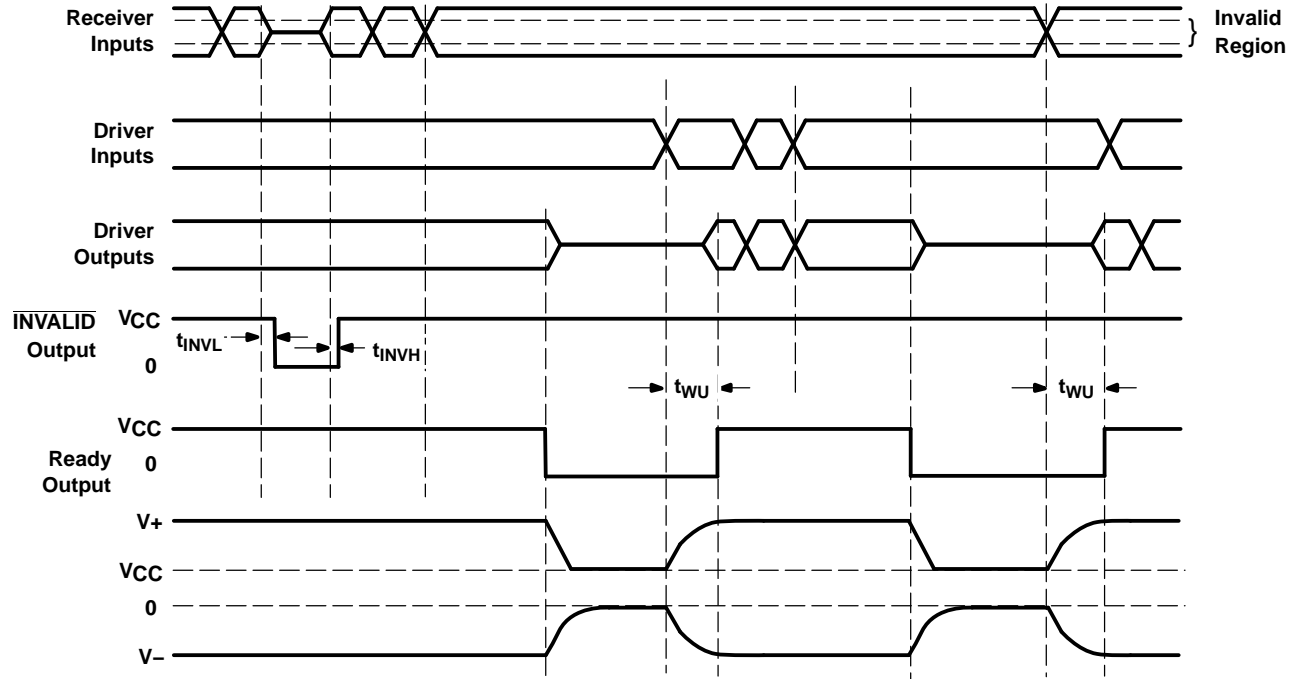 Receiver
Inputs
}
Invalid
Region
Driver
Inputs
Driver
Outputs
INVALID
Output
VCC
tINVL
tINVH
0
tWU
tWU
VCC
Ready
Output
0
V+
VCC
0
V–